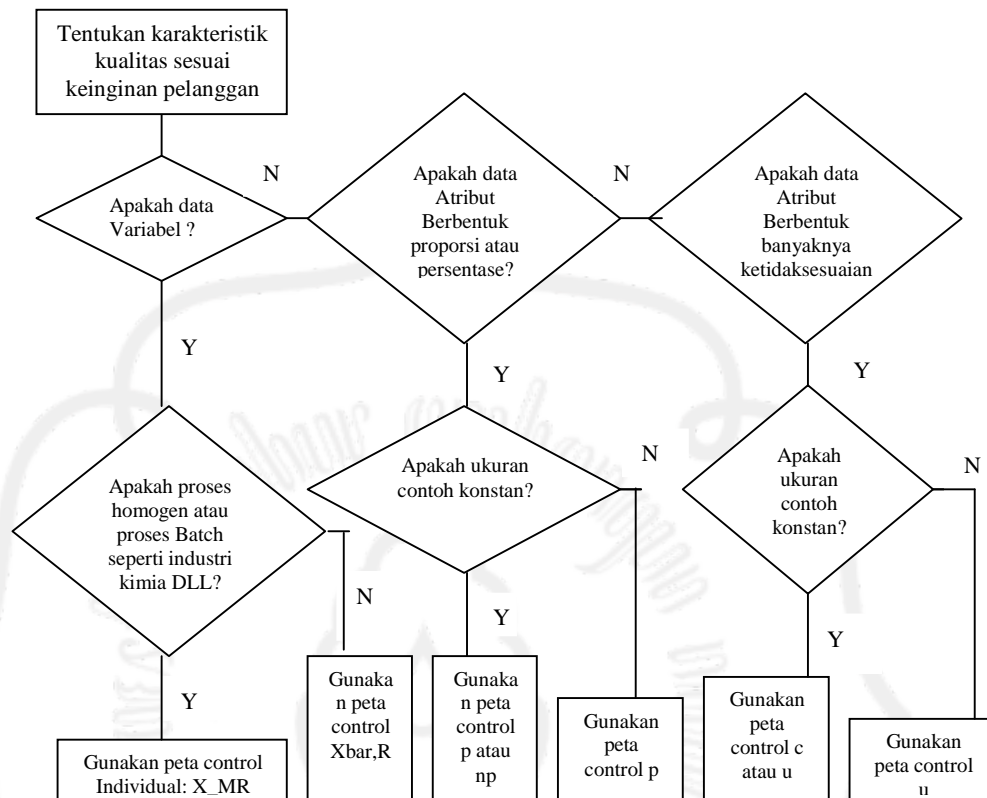 Tentukan karakteristik
kualitas sesuai
keinginan pelanggan
Apakah data
Variabel ?
N
Apakah data
Atribut
Berbentuk
proporsi atau
persentase?
N
Apakah data
Atribut
Berbentuk
banyaknya
ketidaksesuaian
Y
Y
Y
Apakah proses
homogen atau
proses Batch
seperti industri
kimia DLL?
N
Y
Apakah ukuran
contoh konstan?
N
Y
Apakah
ukuran
contoh
konstan?
N
Y
Gunakan peta control
Individual: X_MR
Gunaka
n peta
control
Xbar,R
Gunaka
n peta
control
p atau
np
Gunakan
peta
control p
Gunakan
peta
control c
atau u
Gunakan
peta control
u